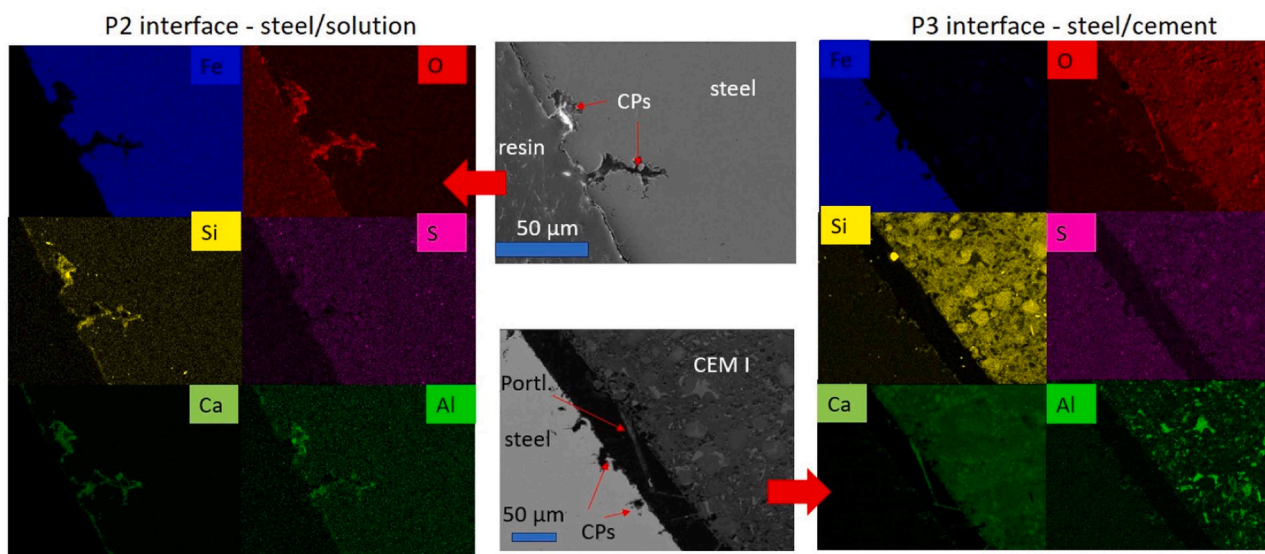 P2 interface - steel/solution
Fe
O
Si
S
Ca
Al
CPs
steel
resin
50 µm
Portl.
CEM I
steel
50 µm
CPs
P3 interface - steel/cement
Fe
O
Si
S
Ca
Al